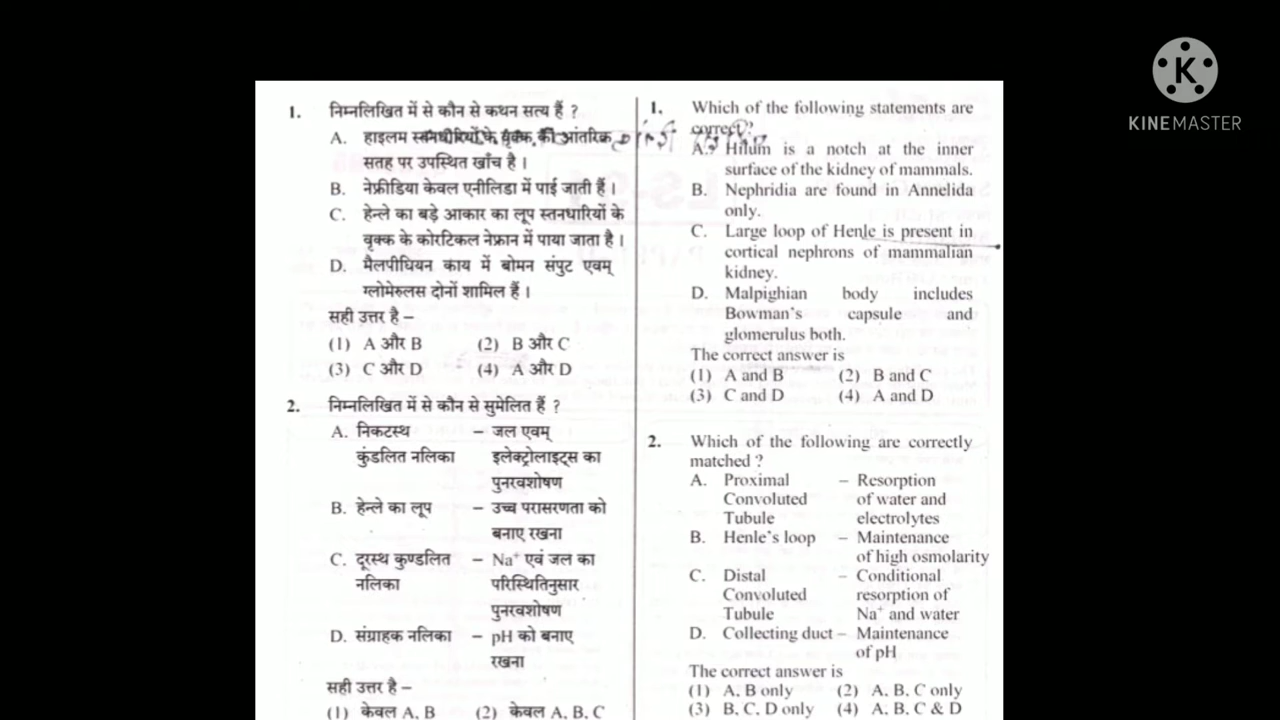 KINEMASTER
1. निम्नलिखित में से कौन से कथन सत्य हैं ?
A. हाइलम स्तनधारियों के वृक्क की आंतरिक
सतह पर उपस्थित खाँच है ।
B. नेफ्रीडिया केवल एनीलिडा में पाई जाती हैं ।
C. हेन्ले का बड़े आकार का लूप स्तनधारियों के
वृक्क के कोरटिकल नेफ्रान में पाया जाता है ।
D. मैलपीघियन काय में बोमन संपुट एवम्
ग्लोमेरुलस दोनों शामिल हैं ।
सही उत्तर है –
(1) A और B (2) B और C
(3) C और D (4) A और D
2. निम्नलिखित में से कौन से सुमेलित हैं ?
A. निकटस्थ – जल एवम्
कुंडलित नलिका इलेक्ट्रोलाइट्स का
पुनरवशोषण
B. हेन्ले का लूप – उच्च परासरणता को
बनाए रखना
C. दूरस्थ कुण्डलित – Na⁺ एवं जल का
नलिका परिस्थितिनुसार
पुनरवशोषण
D. संग्राहक नलिका – pH को बनाए
रखना
सही उत्तर है –
(1) केवल A, B (2) केवल A, B, C
1. Which of the following statements are
correct ?
A. Hilum is a notch at the inner
surface of the kidney of mammals.
B. Nephridia are found in Annelida
only.
C. Large loop of Henle is present in
cortical nephrons of mammalian
kidney.
D. Malpighian body includes
Bowman's capsule and
glomerulus both.
The correct answer is
(1) A and B (2) B and C
(3) C and D (4) A and D
2. Which of the following are correctly
matched ?
A. Proximal – Resorption
Convoluted of water and
Tubule electrolytes
B. Henle's loop – Maintenance
of high osmolarity
C. Distal – Conditional
Convoluted resorption of
Tubule Na⁺ and water
D. Collecting duct – Maintenance
of pH
The correct answer is
(1) A, B only (2) A, B, C only
(3) B, C, D only (4) A, B, C & D